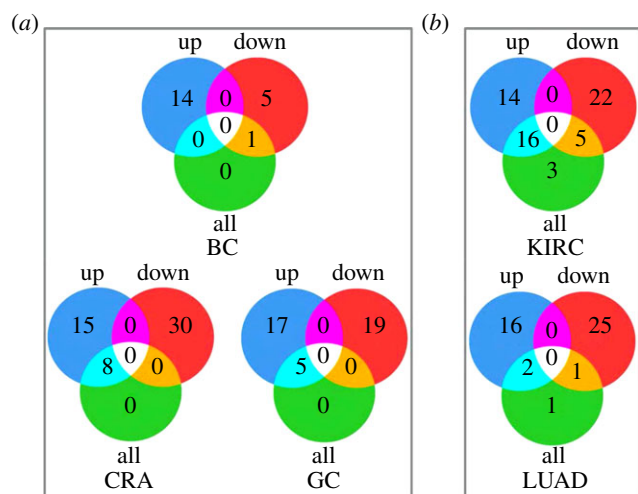 (a)
up down
14 0 5
0
0 1
0
all
BC
up down
15 0 30
0
8 0
0
all
CRA
up down
17 0 19
0
5 0
0
all
GC
(b)
up down
14 0 22
0
16 5
3
all
KIRC
up down
16 0 25
0
2 1
1
all
LUAD